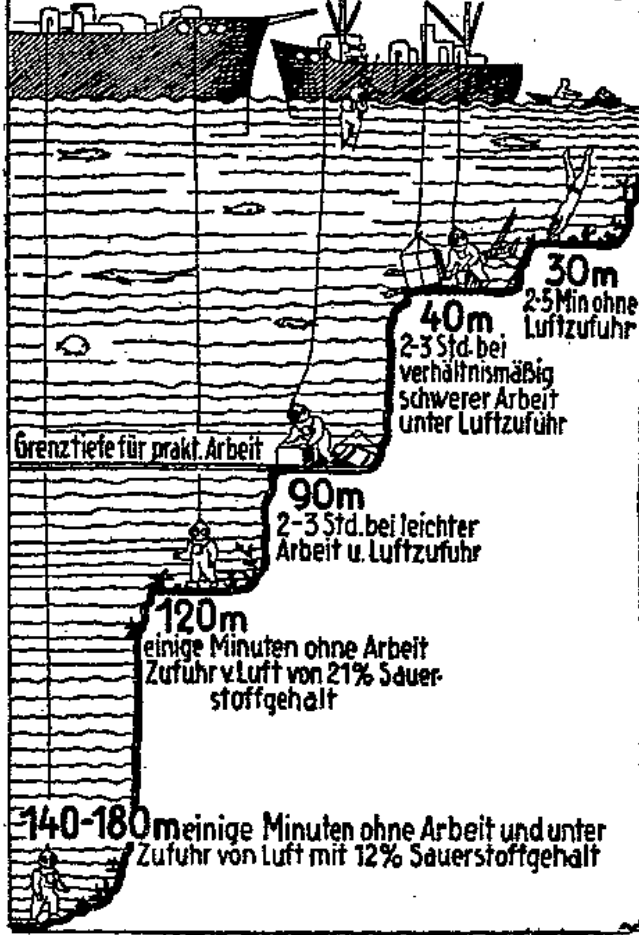 30m
2-5 Min ohne
Luftzufuhr
40m
2-3 Std. bei
verhältnismäßig
schwerer Arbeit
unter Luftzufuhr
Grenztiefe für prakt. Arbeit
90m
2-3 Std. bei leichter
Arbeit u. Luftzufuhr
120m
einige Minuten ohne Arbeit
Zufuhr v. Luft von 21% Sauer-
stoffgehalt
140-180m einige Minuten ohne Arbeit und unter
Zufuhr von Luft mit 12% Sauerstoffgehalt